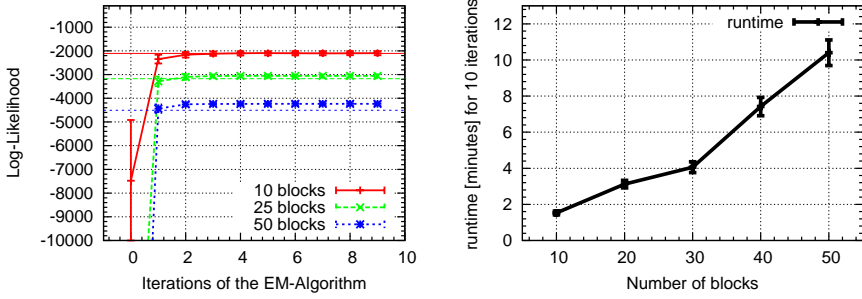 -1000
-2000
-3000
-4000
-5000
-6000
-7000
-8000
-9000
-10000
Log-Likelihood
10 blocks
25 blocks
50 blocks
0 2 4 6 8 10
Iterations of the EM-Algorithm
12
10
8
6
4
2
0
runtime [minutes] for 10 iterations
runtime
10 20 30 40 50
Number of blocks